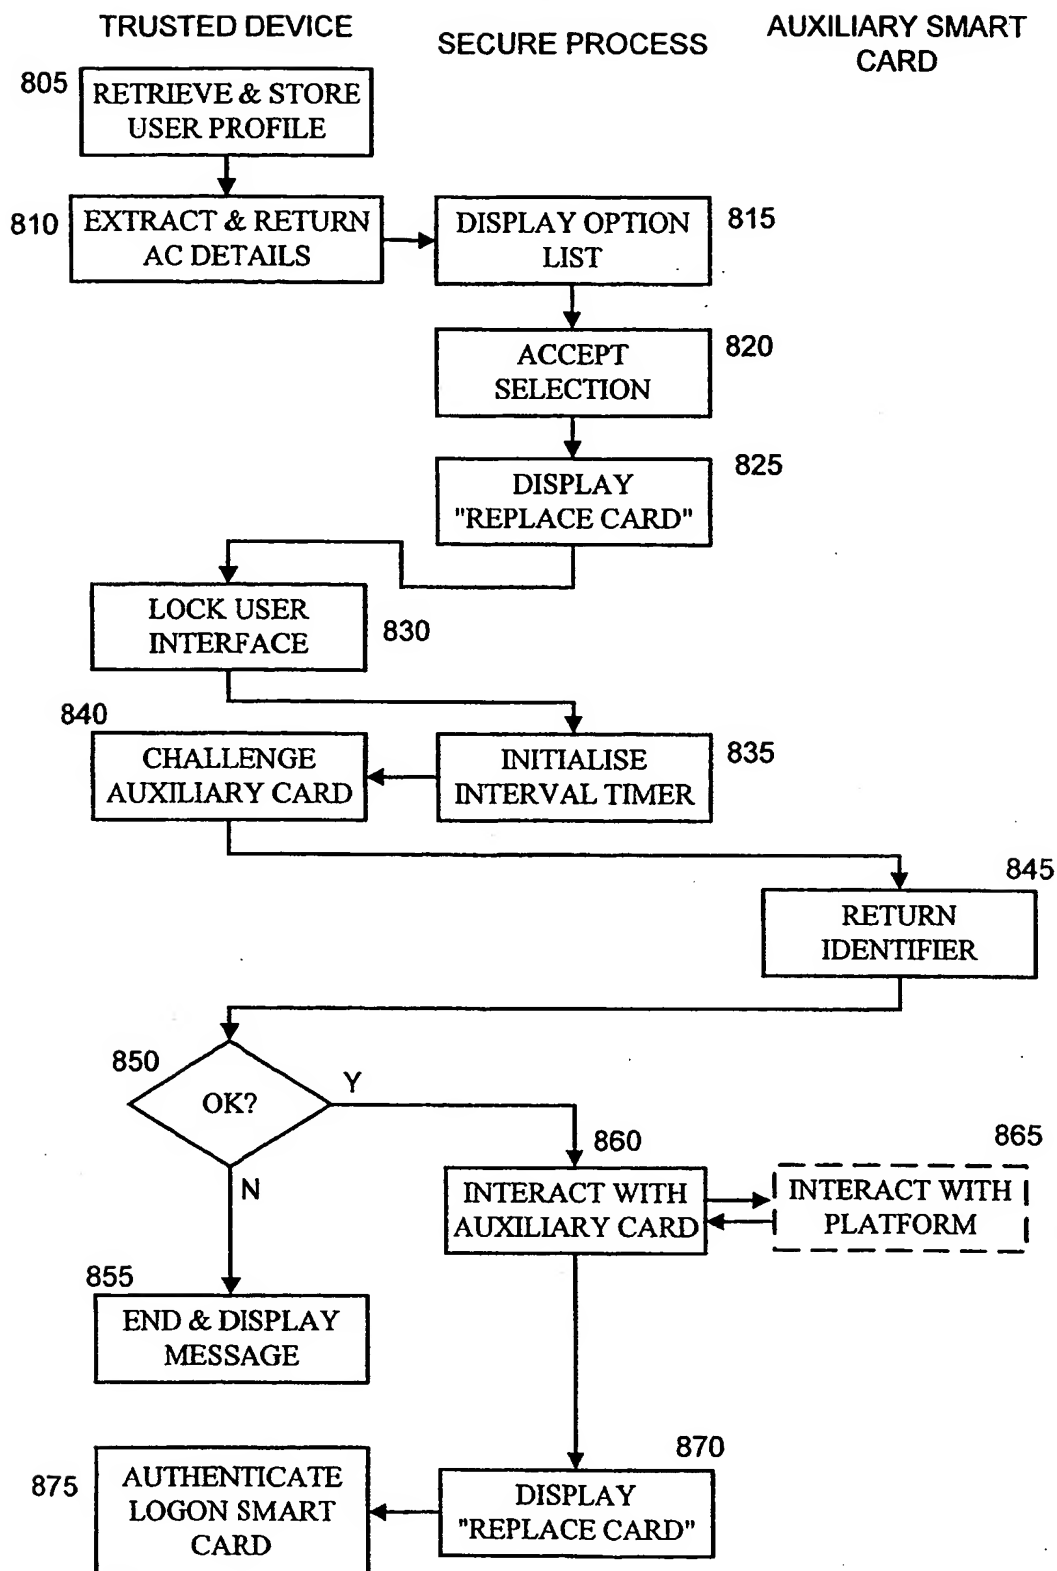 TRUSTED DEVICE
SECURE PROCESS
AUXILIARY SMART
CARD
805
RETRIEVE & STORE
USER PROFILE
810
EXTRACT & RETURN
AC DETAILS
DISPLAY OPTION
LIST
815
ACCEPT
SELECTION
820
DISPLAY
"REPLACE CARD"
825
LOCK USER
INTERFACE
830
840
CHALLENGE
AUXILIARY CARD
INITIALISE
INTERVAL TIMER
835
845
RETURN
IDENTIFIER
850
OK?
Y
N
860
INTERACT WITH
AUXILIARY CARD
865
INTERACT WITH
PLATFORM
855
END & DISPLAY
MESSAGE
870
DISPLAY
"REPLACE CARD"
875
AUTHENTICATE
LOGON SMART
CARD